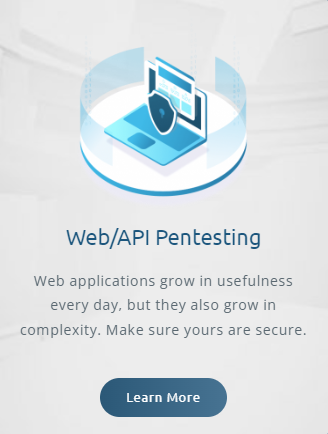 Web/API Pentesting
Web applications grow in usefulness
every day, but they also grow in
complexity. Make sure yours are secure.
Learn More